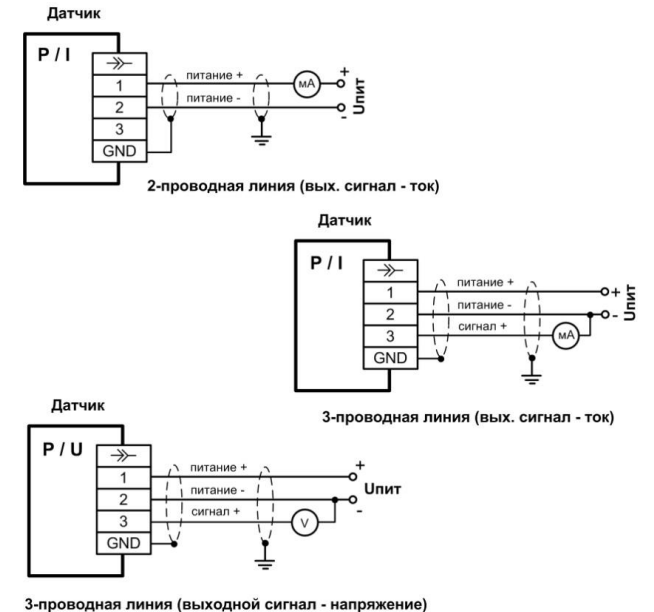 Датчик
P / I
1
питание +
мА
+
2
питание -
-
Uпит
3
GND
2-проводная линия (вых. сигнал - ток)
Датчик
P / I
1
питание +
+
2
питание -
-
Uпит
3
сигнал +
мА
GND
3-проводная линия (вых. сигнал - ток)
Датчик
P / U
1
питание +
+
2
питание -
-
Uпит
3
сигнал +
V
GND
3-проводная линия (выходной сигнал - напряжение)